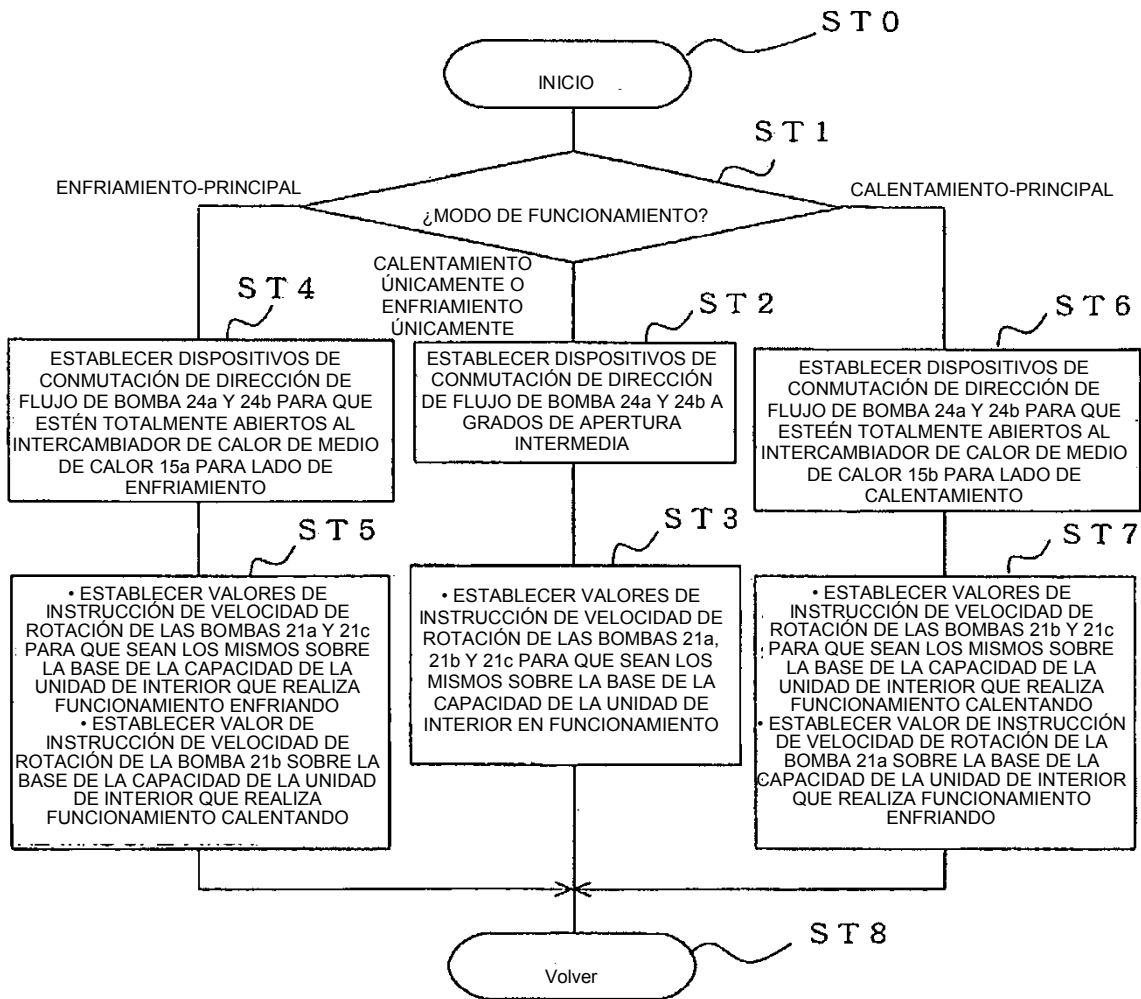 ST0
INICIO
ST1
ENFRIAMIENTO-PRINCIPAL
CALENTAMIENTO-PRINCIPAL
¿MODO DE FUNCIONAMIENTO?
CALENTAMIENTO
ÚNICAMENTE O
ENFRIAMIENTO
ÚNICAMENTE
ST4
ESTABLECER DISPOSITIVOS DE
CONMUTACIÓN DE DIRECCIÓN DE
FLUJO DE BOMBA 24a Y 24b PARA QUE
ESTÉN TOTALMENTE ABIERTOS AL
INTERCAMBIADOR DE CALOR DE MEDIO
DE CALOR 15a PARA LADO DE
ENFRIAMIENTO
ST2
ESTABLECER DISPOSITIVOS DE
CONMUTACIÓN DE DIRECCIÓN
DE FLUJO DE BOMBA 24a Y 24b A
GRADOS DE APERTURA
INTERMEDIA
ST6
ESTABLECER DISPOSITIVOS DE
CONMUTACIÓN DE DIRECCIÓN DE
FLUJO DE BOMBA 24a Y 24b PARA QUE
ESTEÉN TOTALMENTE ABIERTOS AL
INTERCAMBIADOR DE CALOR DE MEDIO
DE CALOR 15b PARA LADO DE
CALENTAMIENTO
ST5
• ESTABLECER VALORES DE
INSTRUCCIÓN DE VELOCIDAD DE
ROTACIÓN DE LAS BOMBAS 21a Y 21c
PARA QUE SEAN LOS MISMOS SOBRE
LA BASE DE LA CAPACIDAD DE LA
UNIDAD DE INTERIOR QUE REALIZA
FUNCIONAMIENTO ENFRIANDO
• ESTABLECER VALOR DE
INSTRUCCIÓN DE VELOCIDAD DE
ROTACIÓN DE LA BOMBA 21b SOBRE LA
BASE DE LA CAPACIDAD DE LA UNIDAD
DE INTERIOR QUE REALIZA
FUNCIONAMIENTO CALENTANDO
ST3
• ESTABLECER VALORES DE
INSTRUCCIÓN DE VELOCIDAD DE
ROTACIÓN DE LAS BOMBAS 21a,
21b Y 21c PARA QUE SEAN LOS
MISMOS SOBRE LA BASE DE LA
CAPACIDAD DE LA UNIDAD DE
INTERIOR EN FUNCIONAMIENTO
ST7
• ESTABLECER VALORES DE
INSTRUCCIÓN DE VELOCIDAD DE
ROTACIÓN DE LAS BOMBAS 21b Y 21c
PARA QUE SEAN LOS MISMOS SOBRE
LA BASE DE LA CAPACIDAD DE LA
UNIDAD DE INTERIOR QUE REALIZA
FUNCIONAMIENTO CALENTANDO
• ESTABLECER VALOR DE INSTRUCCIÓN
DE VELOCIDAD DE ROTACIÓN DE LA
BOMBA 21a SOBRE LA BASE DE LA
CAPACIDAD DE LA UNIDAD DE INTERIOR
QUE REALIZA FUNCIONAMIENTO
ENFRIANDO
ST8
Volver